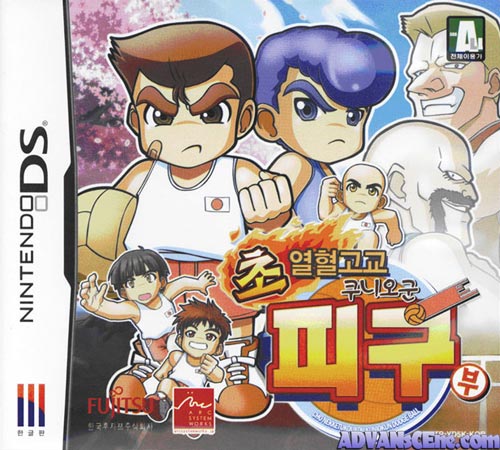 NINTENDO DS
A
전체이용가
초 열혈고교
쿠니오군
피구
부
FUJITSU
한국후지쯔주식회사
ARC
SYSTEM
WORKS
한글판
ADVANSCEne.com